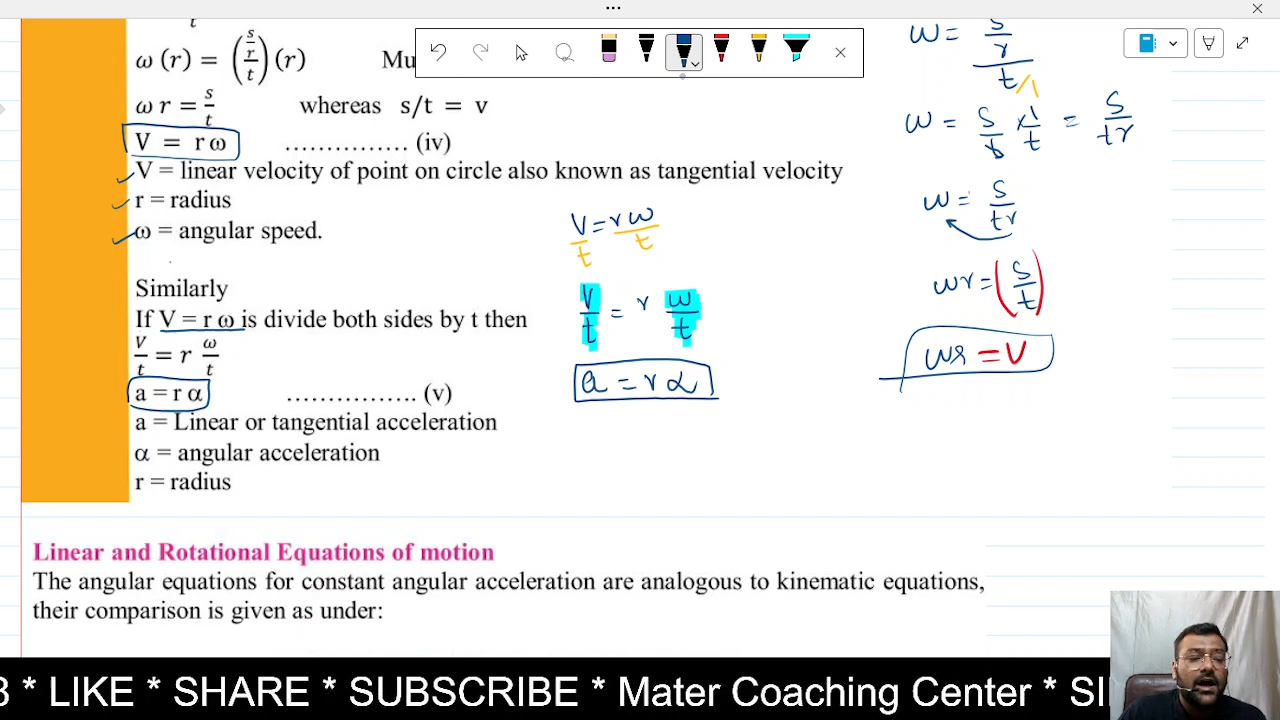 t
ω (r) = (s/r/t) (r) Mu
ω r = s/t whereas s/t = v
V = r ω ............... (iv)
V = linear velocity of point on circle also known as tangential velocity
r = radius
ω = angular speed.
Similarly
If V = r ω is divide both sides by t then
V/t = r ω/t
a = r α ................ (v)
a = Linear or tangential acceleration
α = angular acceleration
r = radius
V/t = rω/t
V/t = r ω/t
a = r α
ω = s/r/t/1
ω = s/r × 1/t = s/tr
ω = s/tr
ωr = (s/t)
ωr = V
Linear and Rotational Equations of motion
The angular equations for constant angular acceleration are analogous to kinematic equations,
their comparison is given as under:
3 * LIKE * SHARE * SUBSCRIBE * Mater Coaching Center * SI